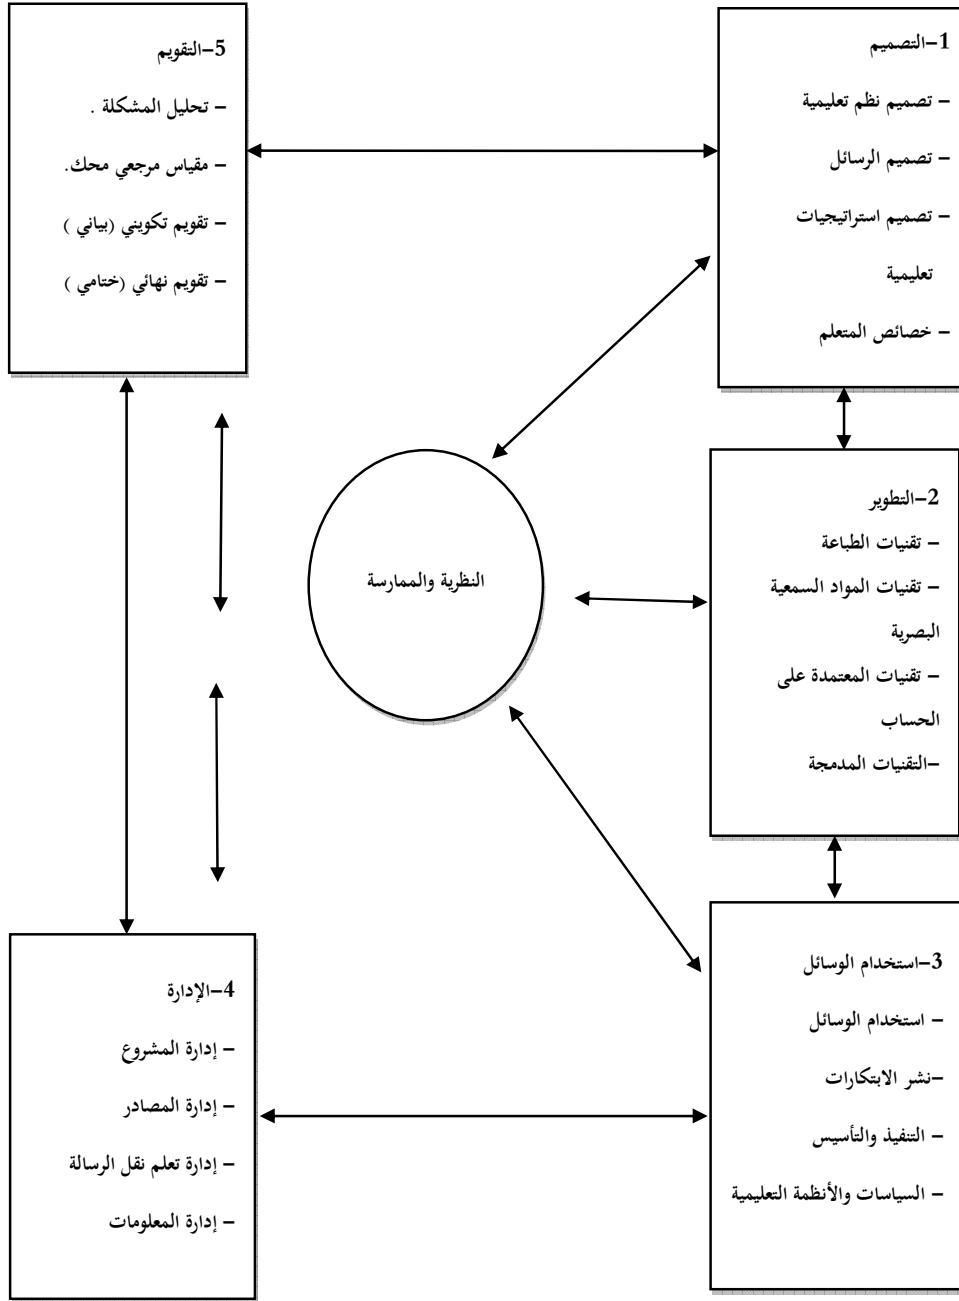 1–التصميم
– تصميم نظم تعليمية
– تصميم الرسائل
– تصميم استراتيجيات
تعليمية
– خصائص المتعلم
2–التطوير
– تقنيات الطباعة
– تقنيات المواد السمعية
البصرية
– تقنيات المعتمدة على
الحساب
–التقنيات المدمجة
3–استخدام الوسائل
– استخدام الوسائل
–نشر الابتكارات
– التنفيذ والتأسيس
– السياسات والأنظمة التعليمية
4–الإدارة
– إدارة المشروع
– إدارة المصادر
– إدارة تعلم نقل الرسالة
– إدارة المعلومات
5–التقويم
– تحليل المشكلة .
– مقياس مرجعي محك.
– تقويم تكويني (بياني )
– تقويم نهائي (ختامي )
النظرية والممارسة